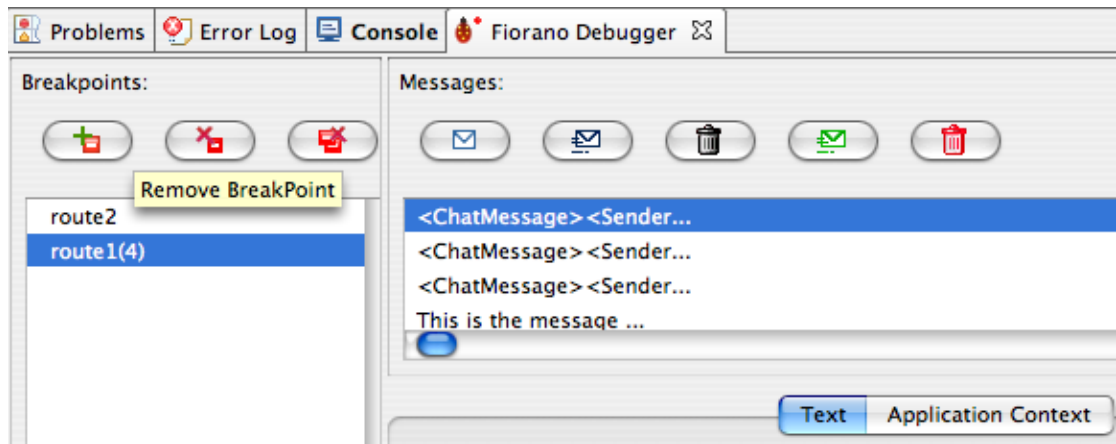 Problems Error Log Console Fiorano Debugger
Breakpoints:
Messages:
Remove BreakPoint
route2
route1(4)
<ChatMessage><Sender...
<ChatMessage><Sender...
<ChatMessage><Sender...
This is the message ...
Text Application Context